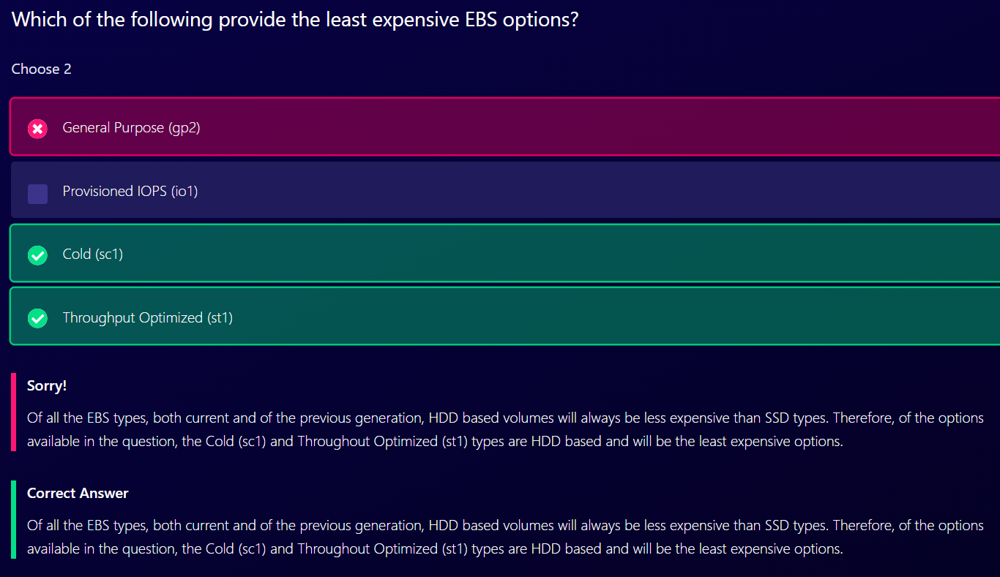 Which of the following provide the least expensive EBS options?
Choose 2
General Purpose (gp2)
Provisioned IOPS (io1)
Cold (sc1)
Throughput Optimized (st1)
Sorry!
Of all the EBS types, both current and of the previous generation, HDD based volumes will always be less expensive than SSD types. Therefore, of the options
available in the question, the Cold (sc1) and Throughout Optimized (st1) types are HDD based and will be the least expensive options.
Correct Answer
Of all the EBS types, both current and of the previous generation, HDD based volumes will always be less expensive than SSD types. Therefore, of the options
available in the question, the Cold (sc1) and Throughout Optimized (st1) types are HDD based and will be the least expensive options.